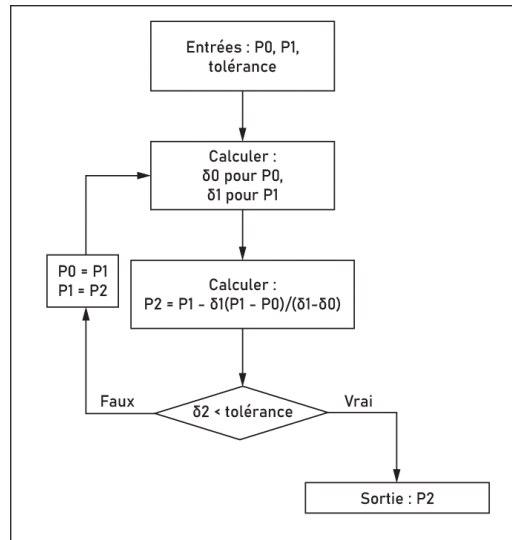 Entrées : P0, P1,
tolérance
Calculer :
δ0 pour P0,
δ1 pour P1
P0 = P1
P1 = P2
Calculer :
P2 = P1 - δ1(P1 - P0)/(δ1-δ0)
Faux
δ2 < tolérance
Vrai
Sortie : P2